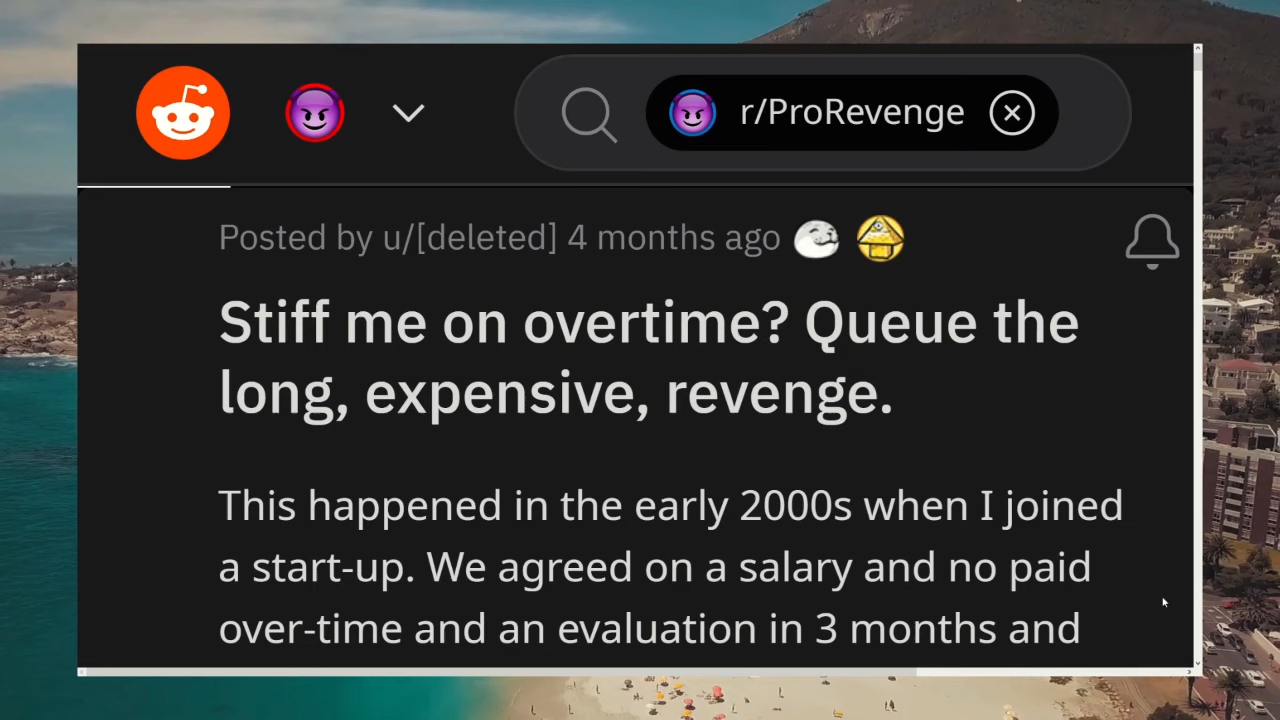 r/ProRevenge
Posted by u/[deleted] 4 months ago
Stiff me on overtime? Queue the
long, expensive, revenge.
This happened in the early 2000s when I joined
a start-up. We agreed on a salary and no paid
over-time and an evaluation in 3 months and